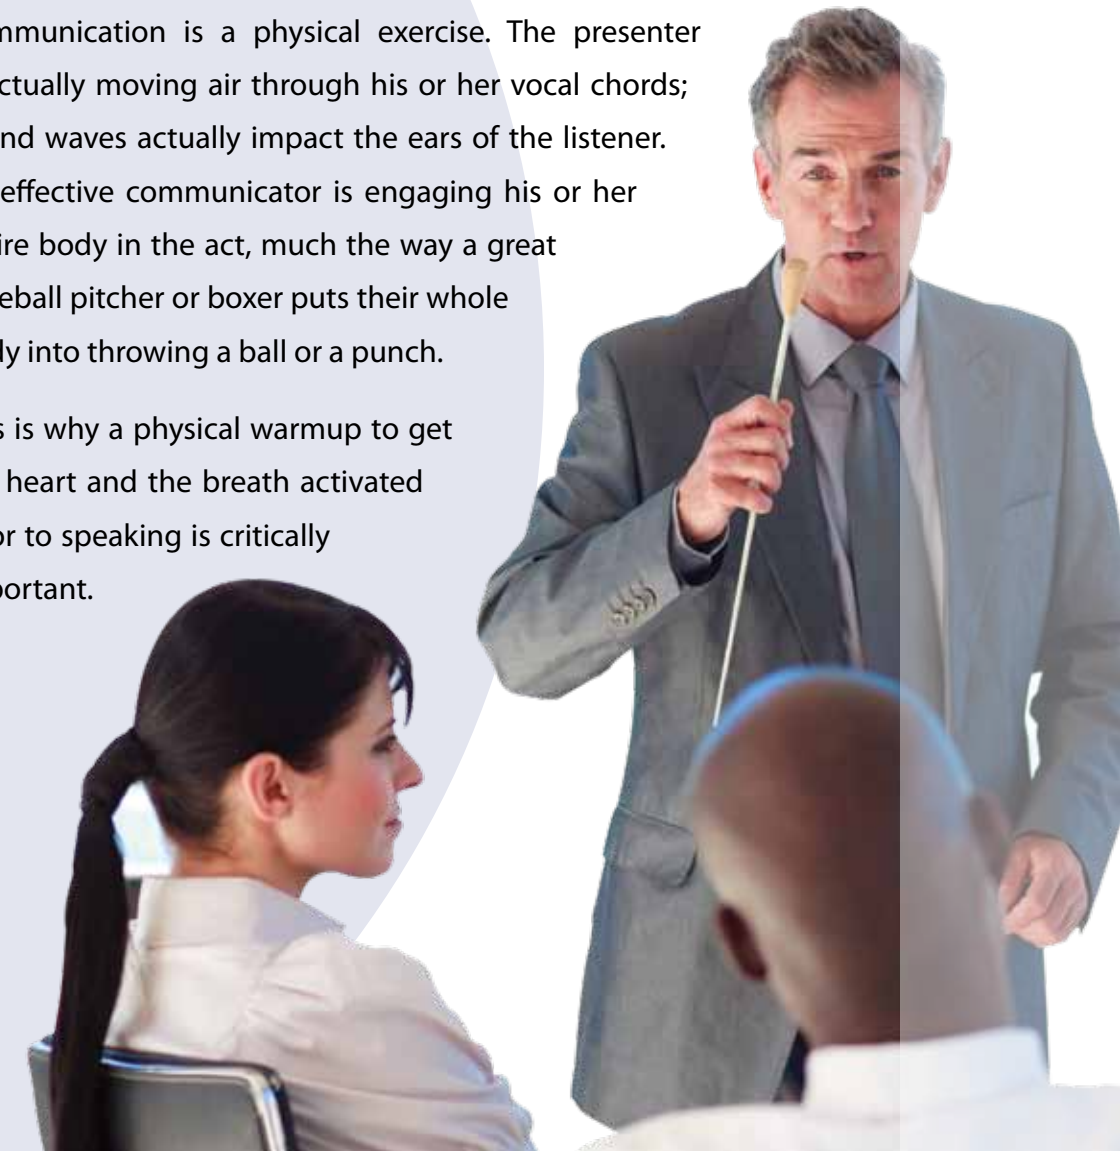 mmunication is a physical exercise. The presenter
ctually moving air through his or her vocal chords;
nd waves actually impact the ears of the listener.
effective communicator is engaging his or her
ire body in the act, much the way a great
eball pitcher or boxer puts their whole
ly into throwing a ball or a punch.
s is why a physical warmup to get
heart and the breath activated
or to speaking is critically
portant.